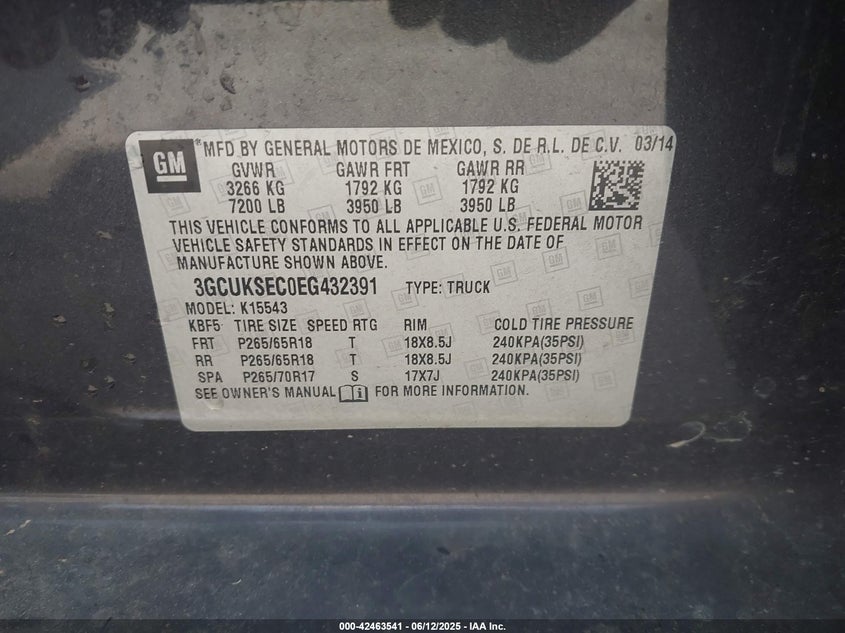 GM ® MFD BY GENERAL MOTORS DE MEXICO, S. DE R.L. DE C.V. 03/14
GVWR GAWR FRT GAWR RR
3266 KG 1792 KG 1792 KG
7200 LB 3950 LB 3950 LB
THIS VEHICLE CONFORMS TO ALL APPLICABLE U.S. FEDERAL MOTOR
VEHICLE SAFETY STANDARDS IN EFFECT ON THE DATE OF
MANUFACTURE SHOWN ABOVE.
3GCUKSEC0EG432391 TYPE: TRUCK
MODEL: K15543
KBF5 TIRE SIZE SPEED RTG RIM COLD TIRE PRESSURE
FRT P265/65R18 T 18X8.5J 240KPA(35PSI)
RR P265/65R18 T 18X8.5J 240KPA(35PSI)
SPA P265/70R17 S 17X7J 240KPA(35PSI)
SEE OWNER'S MANUAL FOR MORE INFORMATION.
000-42463541 - 06/12/2025 - IAA Inc.